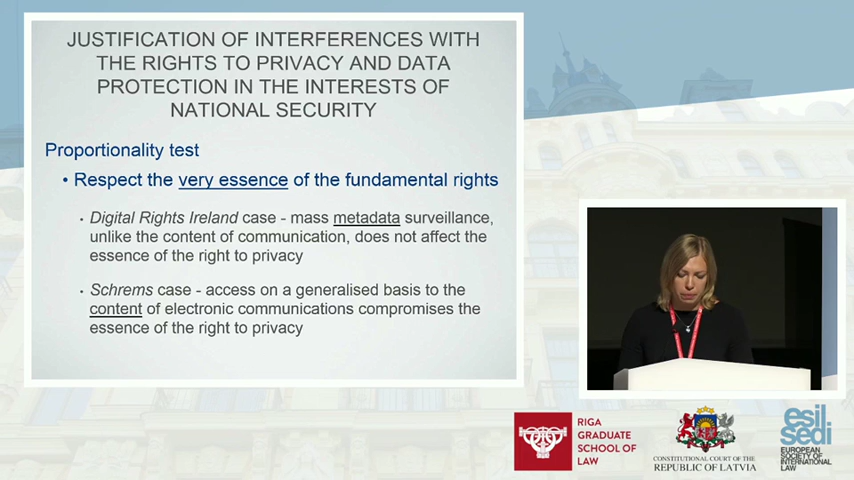 JUSTIFICATION OF INTERFERENCES WITH
THE RIGHTS TO PRIVACY AND DATA
PROTECTION IN THE INTERESTS OF
NATIONAL SECURITY
Proportionality test
• Respect the very essence of the fundamental rights
• Digital Rights Ireland case - mass metadata surveillance,
unlike the content of communication, does not affect the
essence of the right to privacy
• Schrems case - access on a generalised basis to the
content of electronic communications compromises the
essence of the right to privacy
RIGA
GRADUATE
SCHOOL OF
LAW
CONSTITUTIONAL COURT OF THE
REPUBLIC OF LATVIA
esil
sedi
EUROPEAN
SOCIETY OF
INTERNATIONAL
LAW